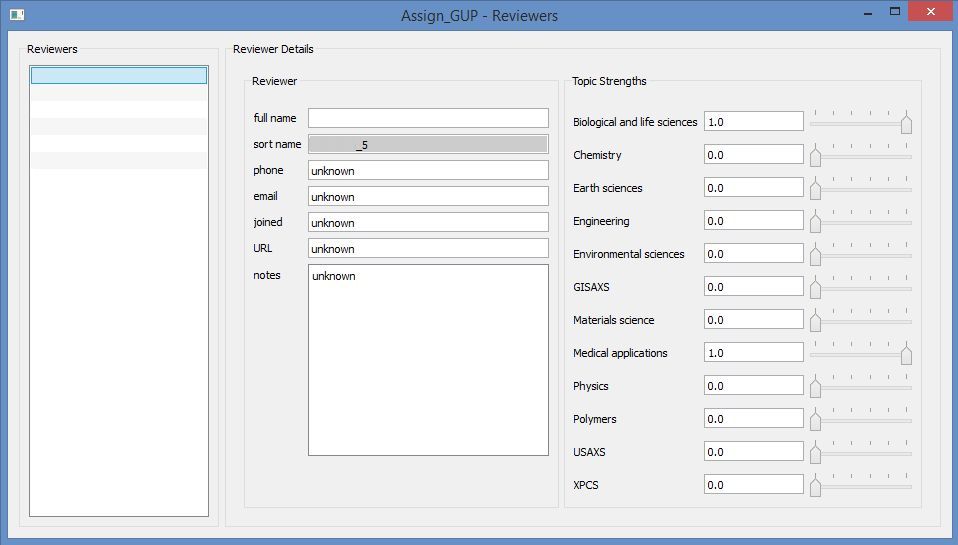 Assign_GUP - Reviewers
Reviewers
Reviewer Details
Reviewer
full name
sort name _5
phone unknown
email unknown
joined unknown
URL unknown
notes unknown
Topic Strengths
Biological and life sciences 1.0
Chemistry 0.0
Earth sciences 0.0
Engineering 0.0
Environmental sciences 0.0
GISAXS 0.0
Materials science 0.0
Medical applications 1.0
Physics 0.0
Polymers 0.0
USAXS 0.0
XPCS 0.0